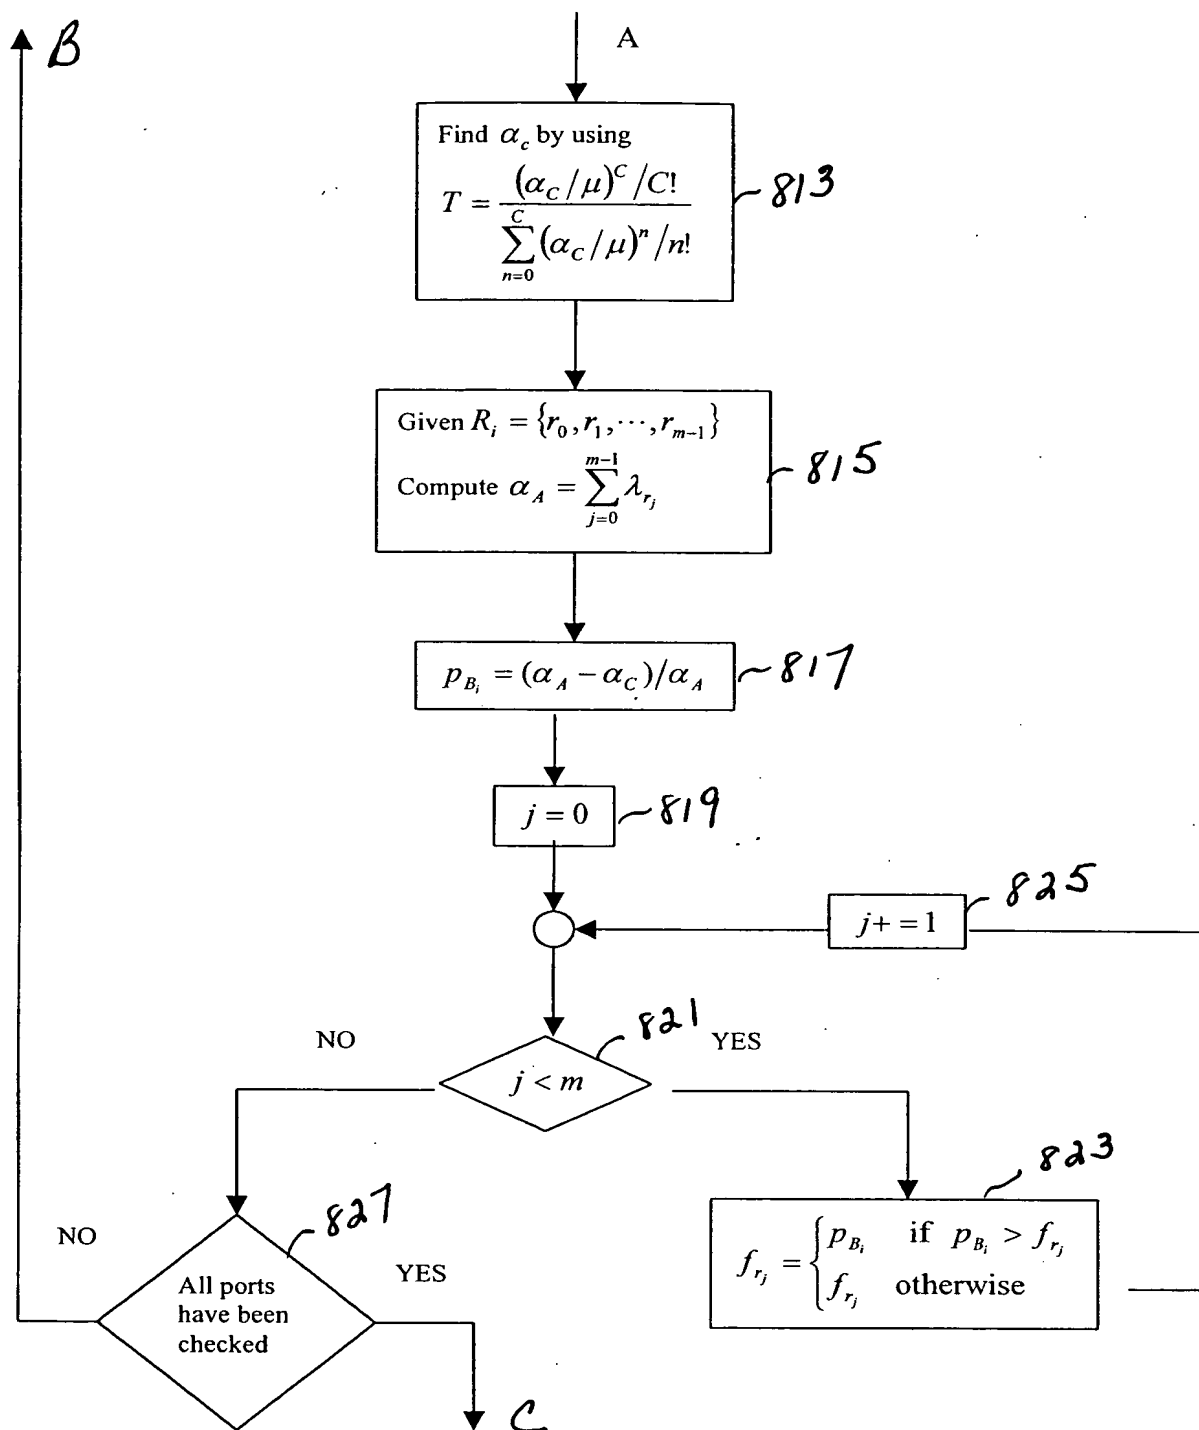 B
A
Find α_c by using
T = (α_C/μ)^C/C! / ∑_{n=0}^{C} (α_C/μ)^n/n!
813
Given R_i = {r_0, r_1, ⋯, r_{m-1}}
Compute α_A = ∑_{j=0}^{m-1} λ_{r_j}
815
p_{B_i} = (α_A − α_C)/α_A
817
j = 0
819
825
j+ = 1
821
NO
YES
j < m
823
827
NO
YES
All ports
have been
checked
f_{r_j} = { p_{B_i} if p_{B_i} > f_{r_j}
f_{r_j} otherwise
C